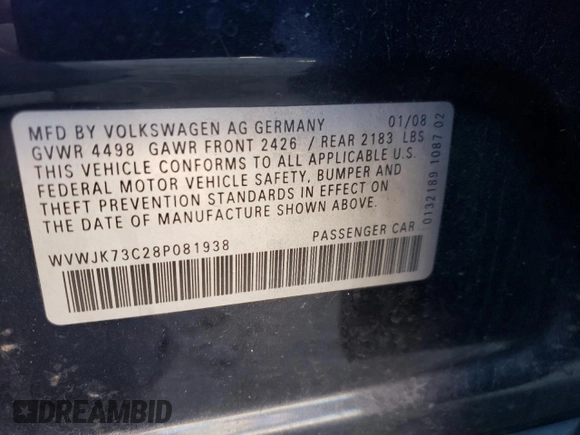 MFD BY VOLKSWAGEN AG GERMANY 01/08
GVWR 4498 GAWR FRONT 2426 / REAR 2183 LBS
THIS VEHICLE CONFORMS TO ALL APPLICABLE U.S.
FEDERAL MOTOR VEHICLE SAFETY, BUMPER AND
THEFT PREVENTION STANDARDS IN EFFECT ON
THE DATE OF MANUFACTURE SHOWN ABOVE.
WVWJK73C28P081938 PASSENGER CAR
0132189 1087 02
DREAMBID